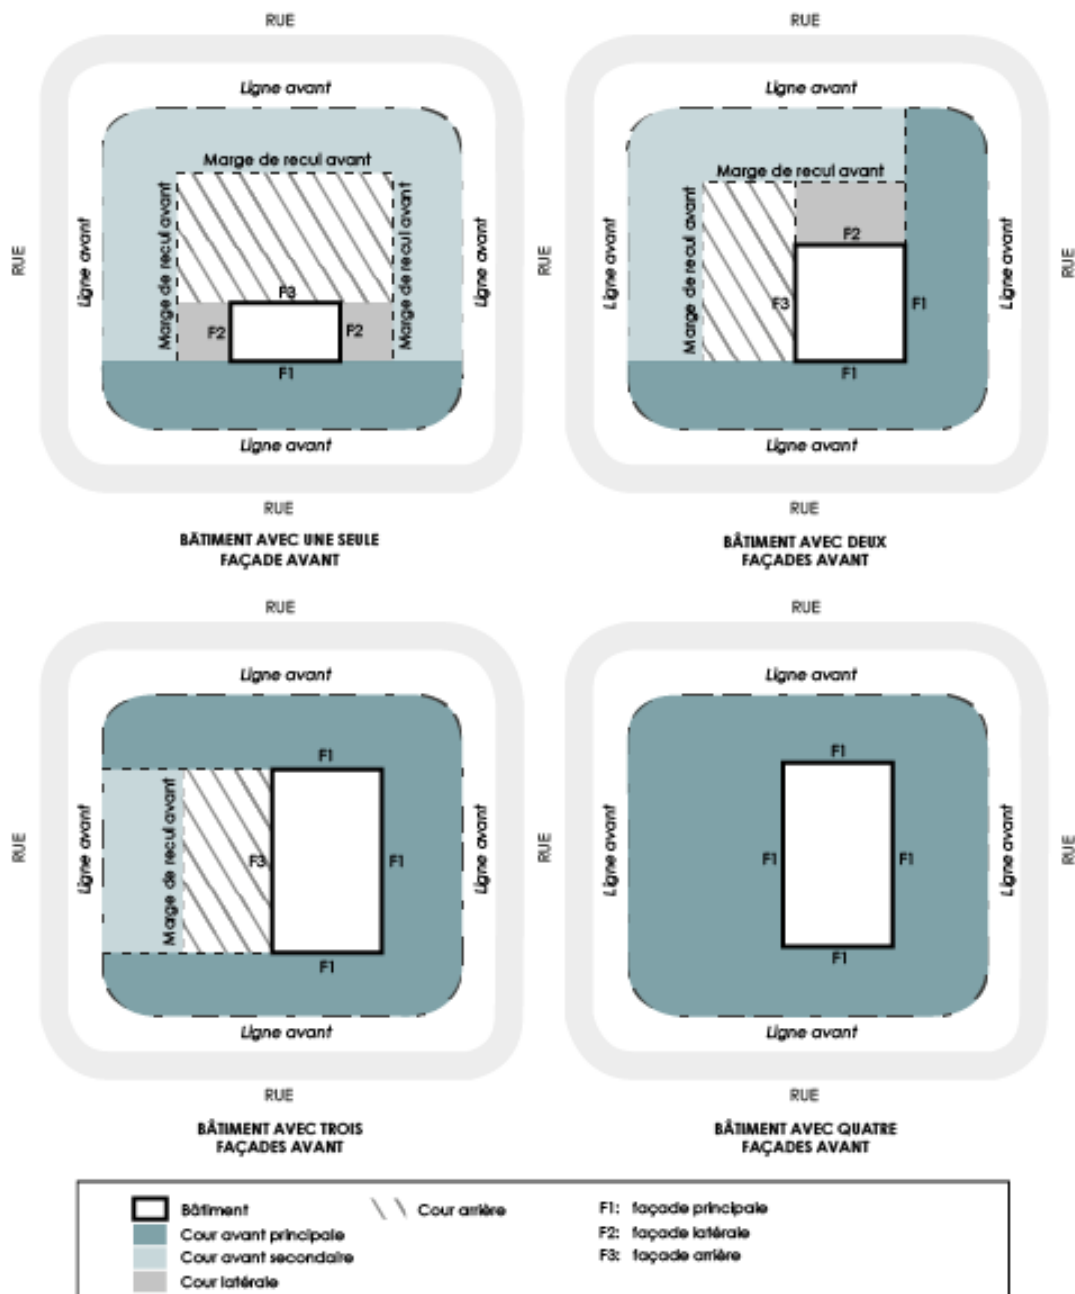 RUE
Ligne avant
Marge de recul avant
RUE
Ligne avant
Marge de recul avant
F3
F2
F2
Marge de recul avant
Ligne avant
F1
Ligne avant
RUE
BÂTIMENT AVEC UNE SEULE
FAÇADE AVANT
RUE
Ligne avant
Marge de recul avant
RUE
Ligne avant
Marge de recul avant
F2
F3
F1
F1
Ligne avant
RUE
Ligne avant
RUE
BÂTIMENT AVEC DEUX
FAÇADES AVANT
RUE
Ligne avant
F1
RUE
Ligne avant
Marge de recul avant
F3
F1
Ligne avant
F1
Ligne avant
RUE
BÂTIMENT AVEC TROIS
FAÇADES AVANT
RUE
Ligne avant
F1
RUE
Ligne avant
F1
F1
Ligne avant
RUE
F1
Ligne avant
RUE
BÂTIMENT AVEC QUATRE
FAÇADES AVANT
Bâtiment
Cour avant principale
Cour avant secondaire
Cour latérale
Cour arrière
F1: façade principale
F2: façade latérale
F3: façade arrière